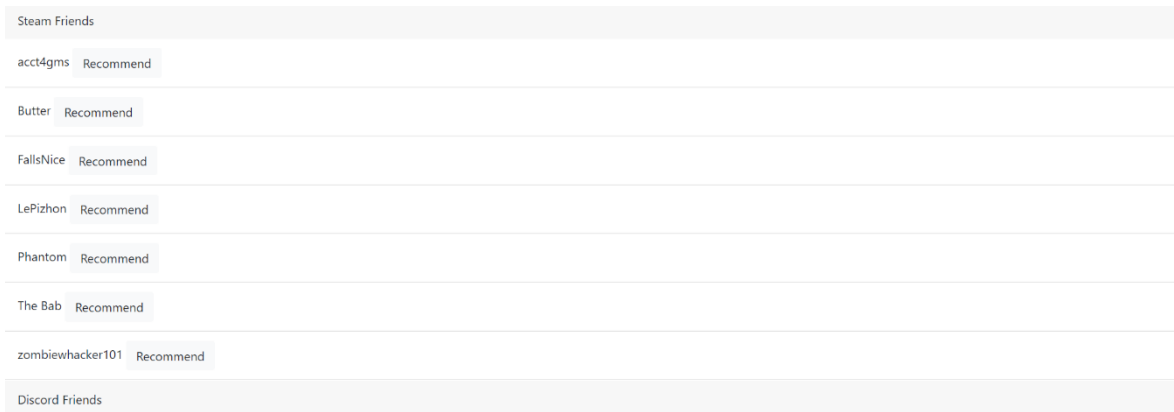 Steam Friends
acct4gms Recommend
Butter Recommend
FallsNice Recommend
LePizhon Recommend
Phantom Recommend
The Bab Recommend
zombiewhacker101 Recommend
Discord Friends